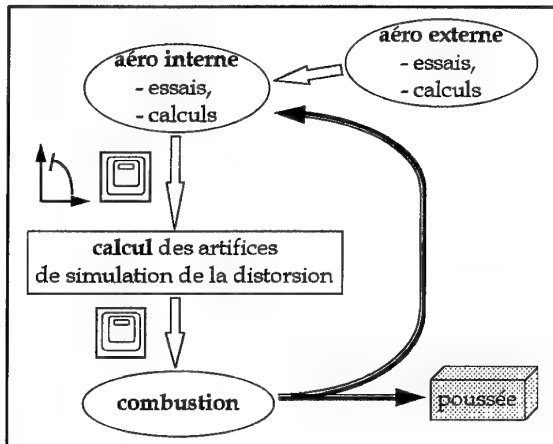 aéro interne
- essais,
- calculs
aéro externe
- essais,
- calculs
calcul des artifices
de simulation de la distorsion
combustion
poussée